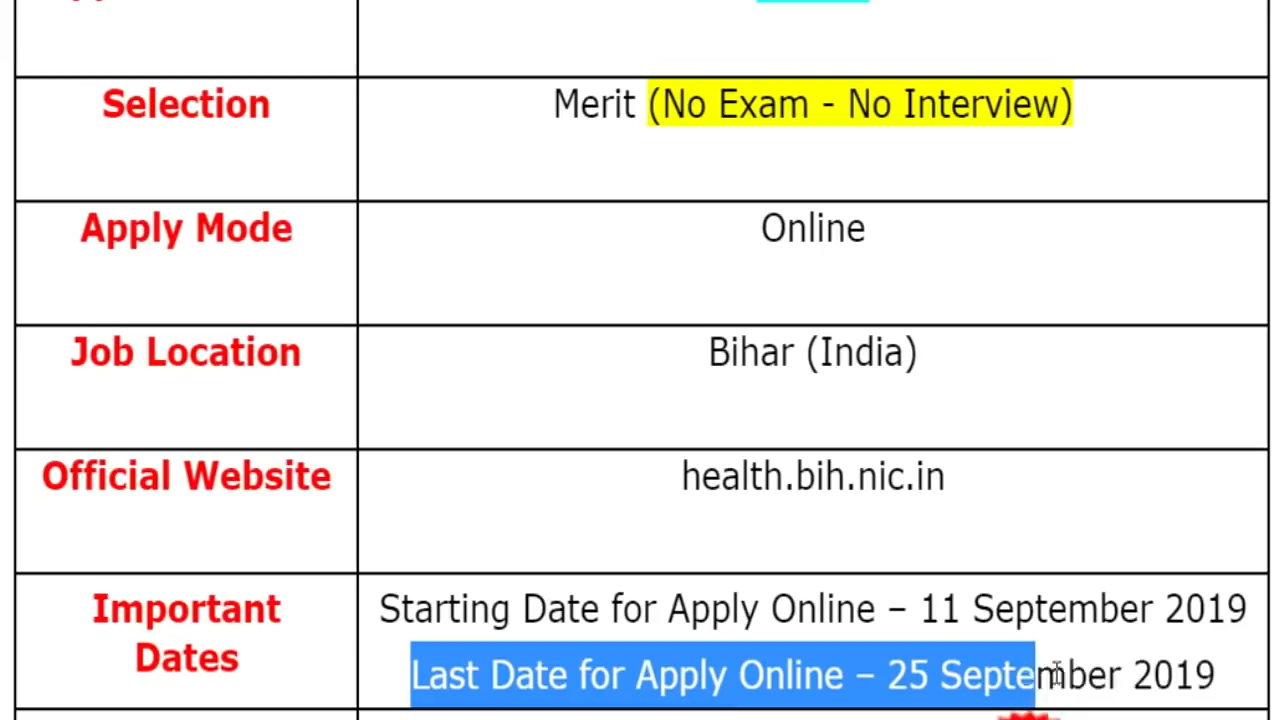 Selection
Merit (No Exam - No Interview)
Apply Mode
Online
Job Location
Bihar (India)
Official Website
health.bih.nic.in
Important
Dates
Starting Date for Apply Online – 11 September 2019
Last Date for Apply Online – 25 September 2019